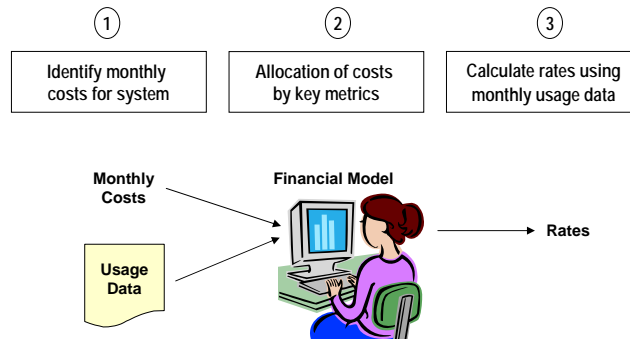 1
2
3
Identify monthly
costs for system
Allocation of costs
by key metrics
Calculate rates using
monthly usage data
Monthly
Costs
Financial Model
Rates
Usage
Data